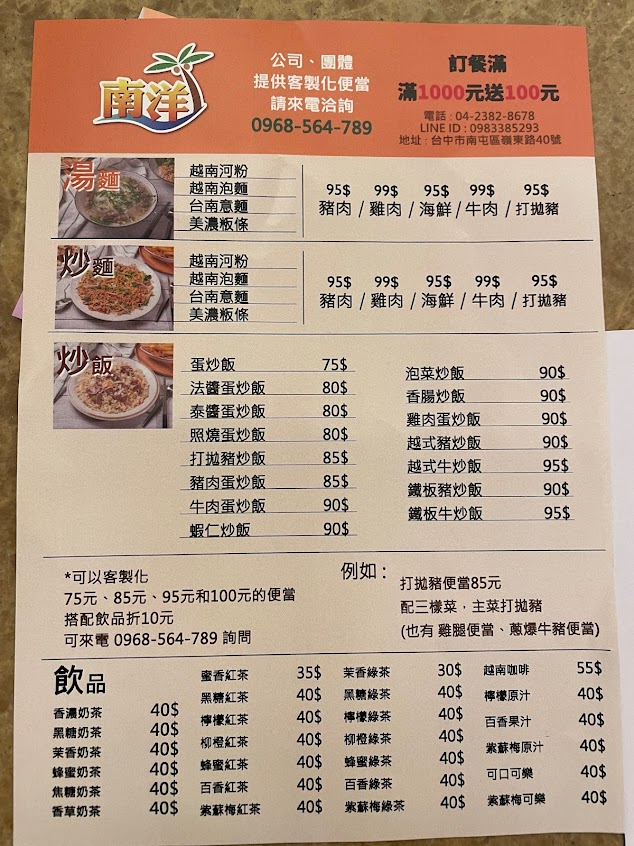 南洋
公司、團體
提供客製化便當
請來電洽詢
0968-564-789
訂餐滿
滿1000元送100元
電話 : 04-2382-8678
LINE ID : 0983385293
地址 : 台中市南屯區嶺東路40號
湯麵
越南河粉
越南泡麵
台南意麵
美濃粄條
95$ 99$ 95$ 99$ 95$
豬肉 / 雞肉 / 海鮮 / 牛肉 / 打拋豬
炒麵
越南河粉
越南泡麵
台南意麵
美濃粄條
95$ 99$ 95$ 99$ 95$
豬肉 / 雞肉 / 海鮮 / 牛肉 / 打拋豬
炒飯
蛋炒飯 75$
法醬蛋炒飯 80$
泰醬蛋炒飯 80$
照燒蛋炒飯 80$
打拋豬炒飯 85$
豬肉蛋炒飯 85$
牛肉蛋炒飯 90$
蝦仁炒飯 90$
泡菜炒飯 90$
香腸炒飯 90$
雞肉蛋炒飯 90$
越式豬炒飯 90$
越式牛炒飯 95$
鐵板豬炒飯 90$
鐵板牛炒飯 95$
*可以客製化
75元、85元、95元和100元的便當
搭配飲品折10元
可來電 0968-564-789 詢問
例如 :
打拋豬便當85元
配三樣菜，主菜打拋豬
(也有 雞腿便當、蔥爆牛豬便當)
飲品
香濃奶茶 40$
黑糖奶茶 40$
茉香奶茶 40$
蜂蜜奶茶 40$
焦糖奶茶 40$
香草奶茶 40$
蜜香紅茶 35$
黑糖紅茶 40$
檸檬紅茶 40$
柳橙紅茶 40$
蜂蜜紅茶 40$
百香紅茶 40$
紫蘇梅紅茶 40$
茉香綠茶 30$
黑糖綠茶 40$
檸檬綠茶 40$
柳橙綠茶 40$
蜂蜜綠茶 40$
百香綠茶 40$
紫蘇梅綠茶 40$
越南咖啡 55$
檸檬原汁 40$
百香果汁 40$
紫蘇梅原汁 40$
可口可樂 40$
紫蘇梅可樂 40$